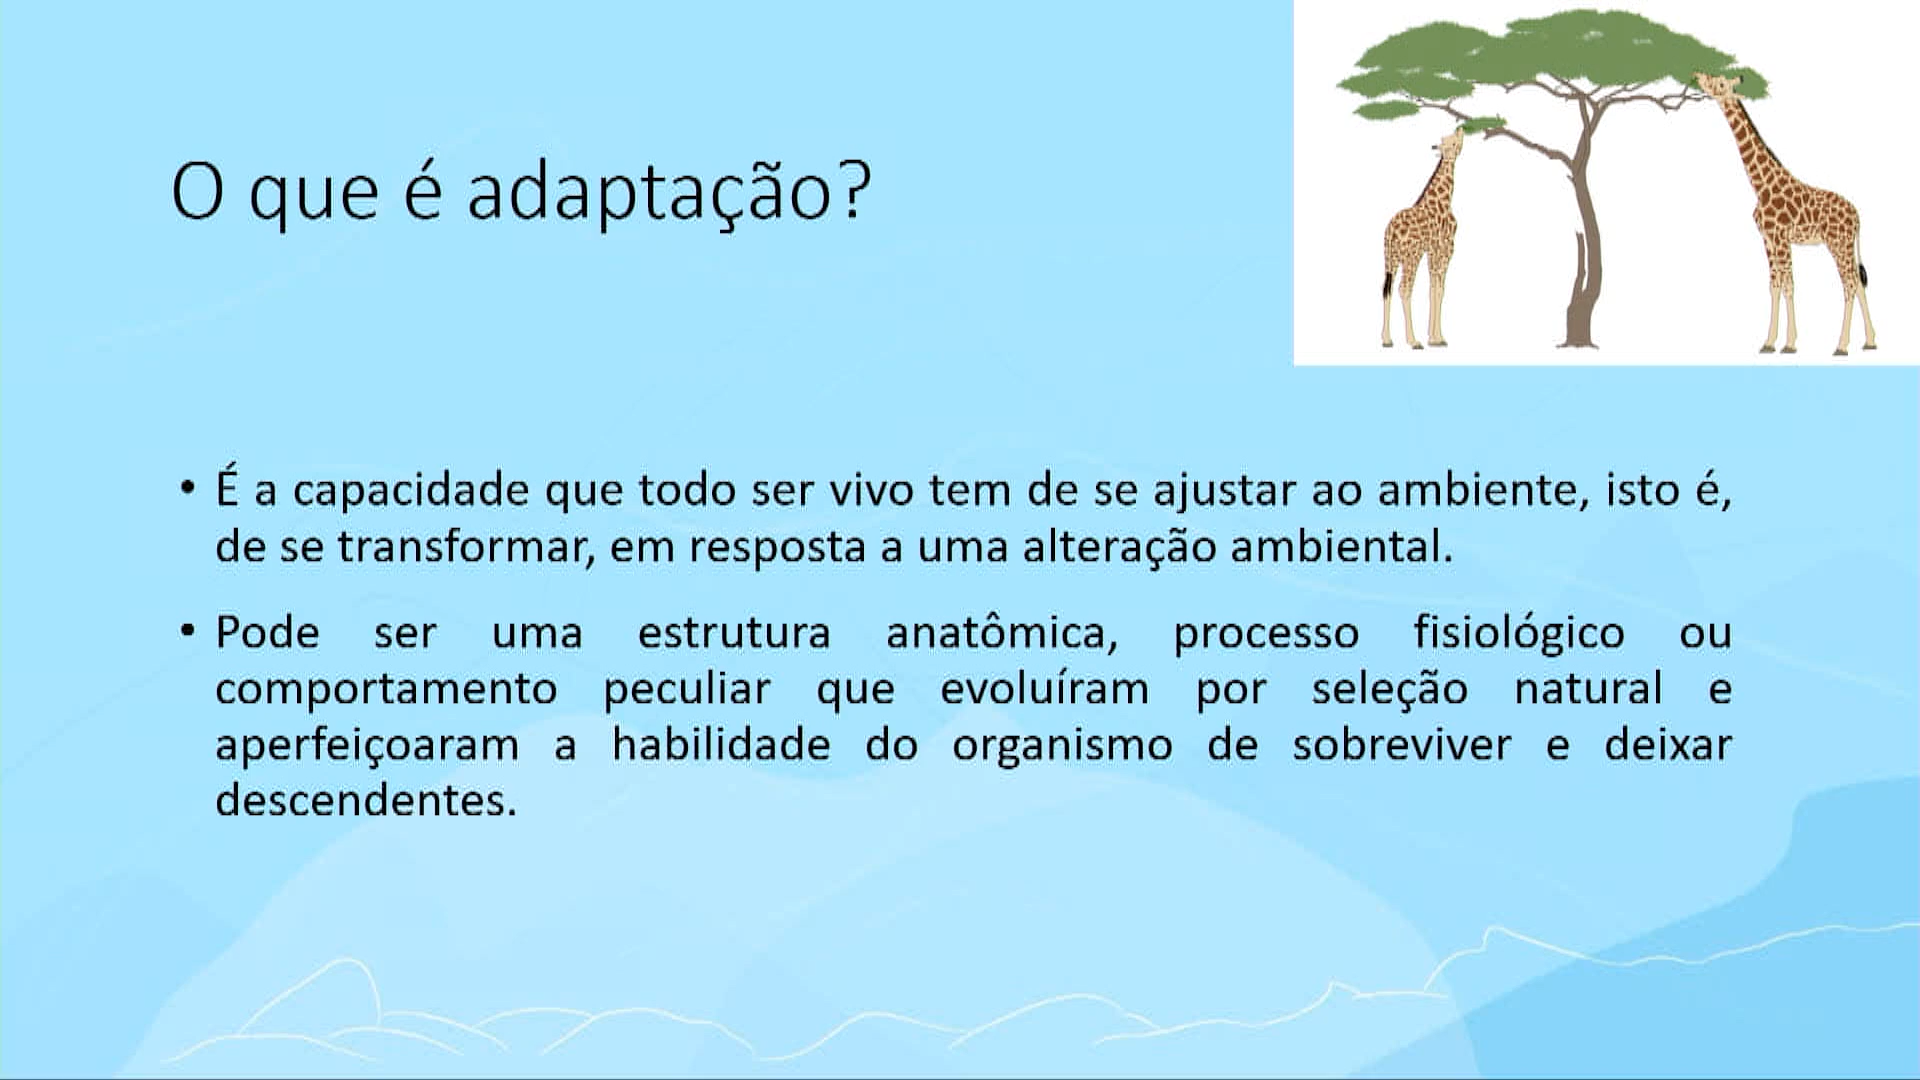 O que é adaptação?
• É a capacidade que todo ser vivo tem de se ajustar ao ambiente, isto é,
de se transformar, em resposta a uma alteração ambiental.
• Pode ser uma estrutura anatômica, processo fisiológico ou
comportamento peculiar que evoluíram por seleção natural e
aperfeiçoaram a habilidade do organismo de sobreviver e deixar
descendentes.